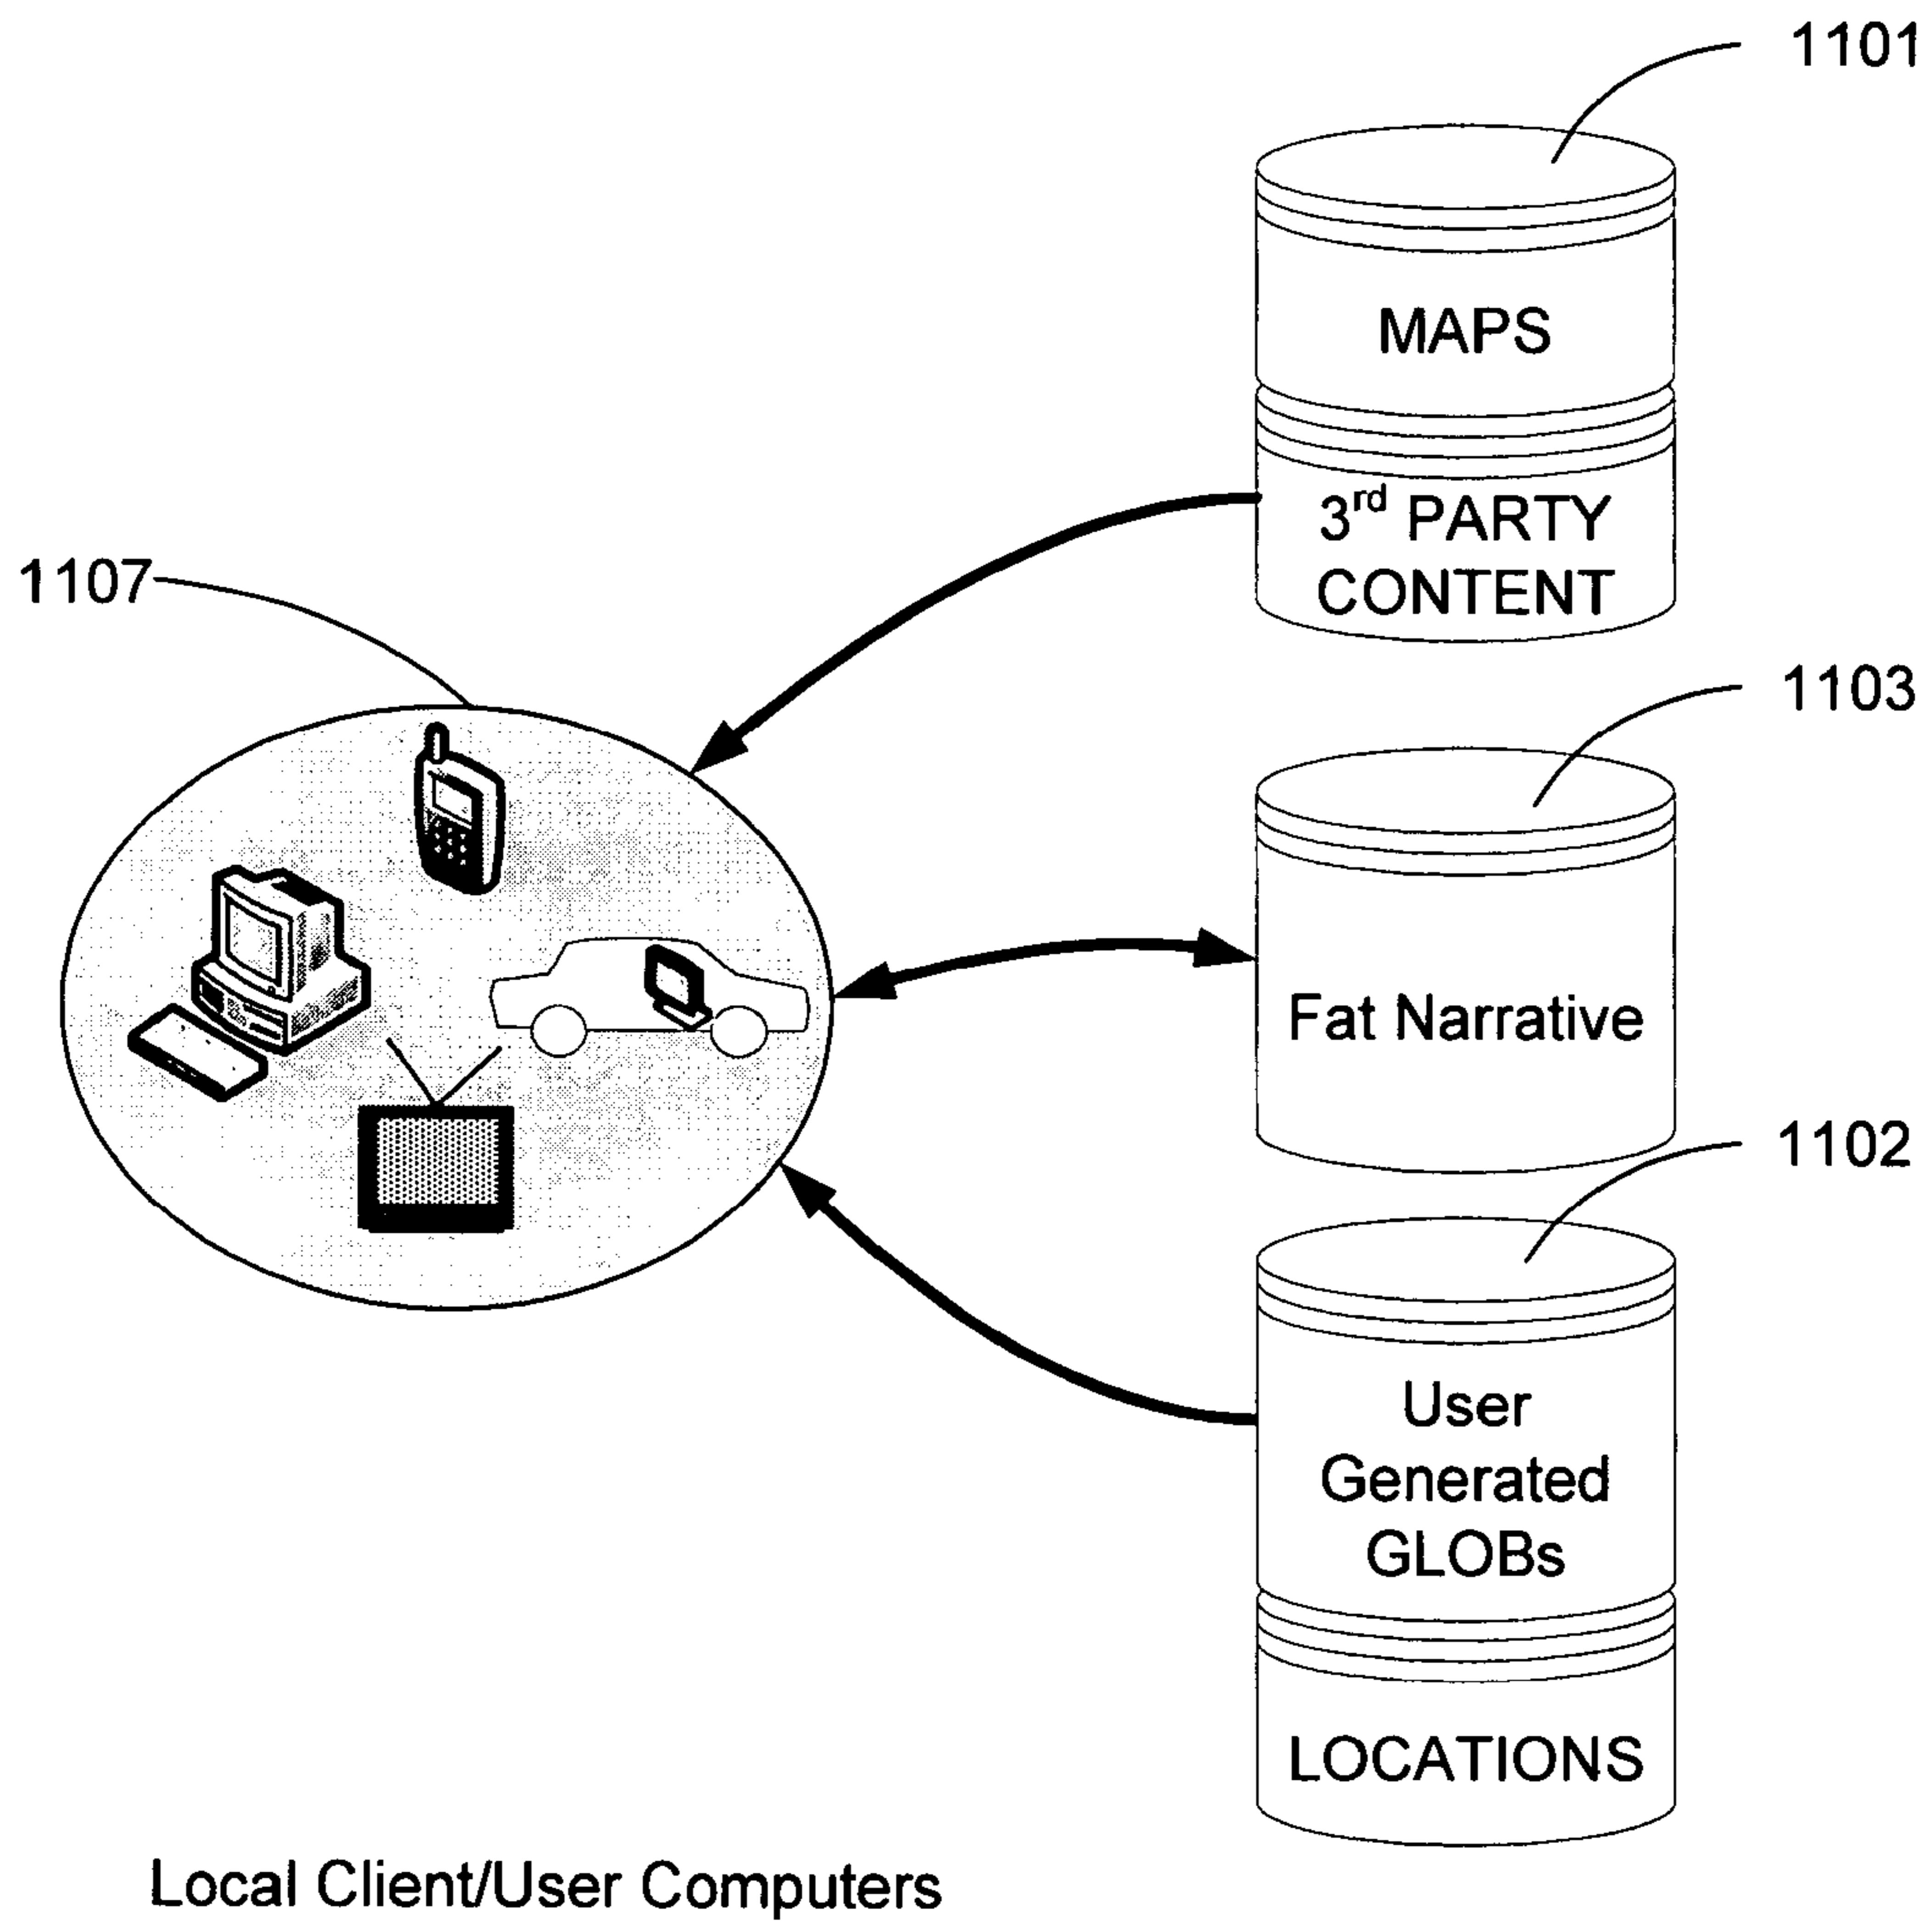 1101
MAPS
3rd PARTY
CONTENT
1107
1103
Fat Narrative
1102
User
Generated
GLOBs
LOCATIONS
Local Client/User Computers